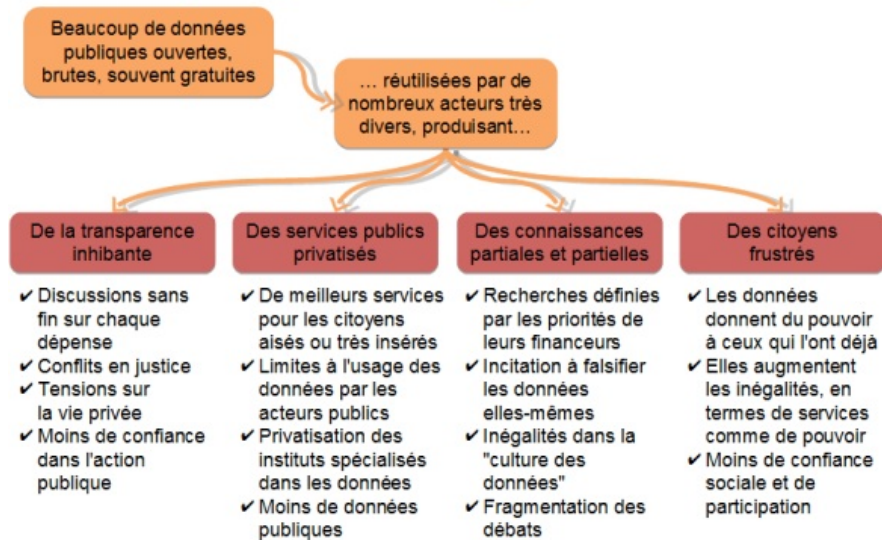 Beaucoup de données
publiques ouvertes,
brutes, souvent gratuites
… réutilisées par de
nombreux acteurs très
divers, produisant…
De la transparence
inhibante
✔ Discussions sans
fin sur chaque
dépense
✔ Conflits en justice
✔ Tensions sur
la vie privée
✔ Moins de confiance
dans l'action
publique
Des services publics
privatisés
✔ De meilleurs services
pour les citoyens
aisés ou très insérés
✔ Limites à l'usage des
données par les
acteurs publics
✔ Privatisation des
instituts spécialisés
dans les données
✔ Moins de données
publiques
Des connaissances
partiales et partielles
✔ Recherches définies
par les priorités de
leurs financeurs
✔ Incitation à falsifier
les données
elles-mêmes
✔ Inégalités dans la
"culture des
données"
✔ Fragmentation des
débats
Des citoyens
frustrés
✔ Les données
donnent du pouvoir
à ceux qui l'ont déjà
✔ Elles augmentent
les inégalités, en
termes de services
comme de pouvoir
✔ Moins de confiance
sociale et de
participation